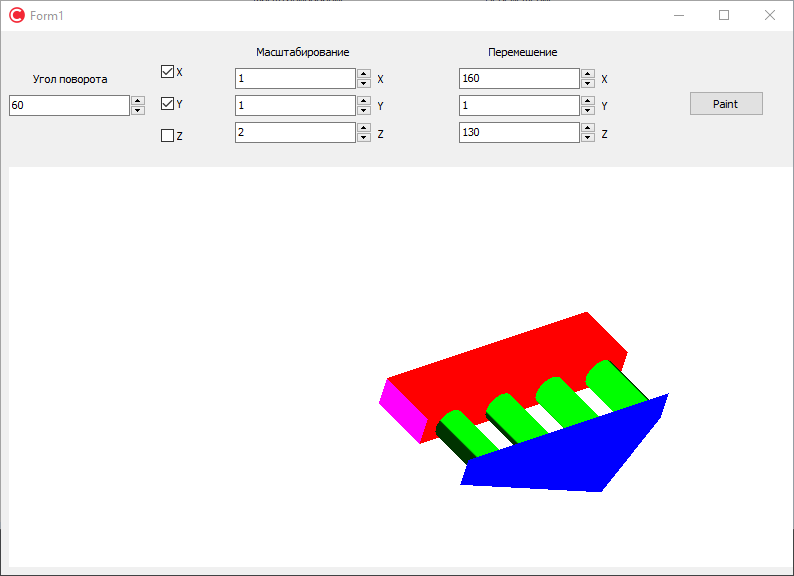 Form1
Масштабирование
Перемешение
Угол поворота
X
1
X
160
X
60
Y
1
Y
1
Y
Paint
Z
2
Z
130
Z